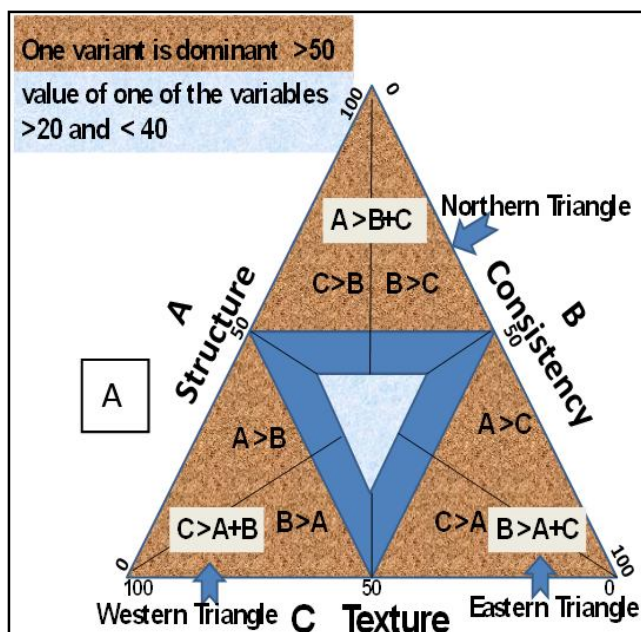 One variant is dominant >50
value of one of the variables
>20 and < 40
100
0
Northern Triangle
A >B+C
C>B
B>C
A
Structure
B
Consistency
50
50
A
A>B
A>C
C>A+B
B>A
C>A
B>A+C
0
100
100
50
0
Western Triangle
C Texture
Eastern Triangle